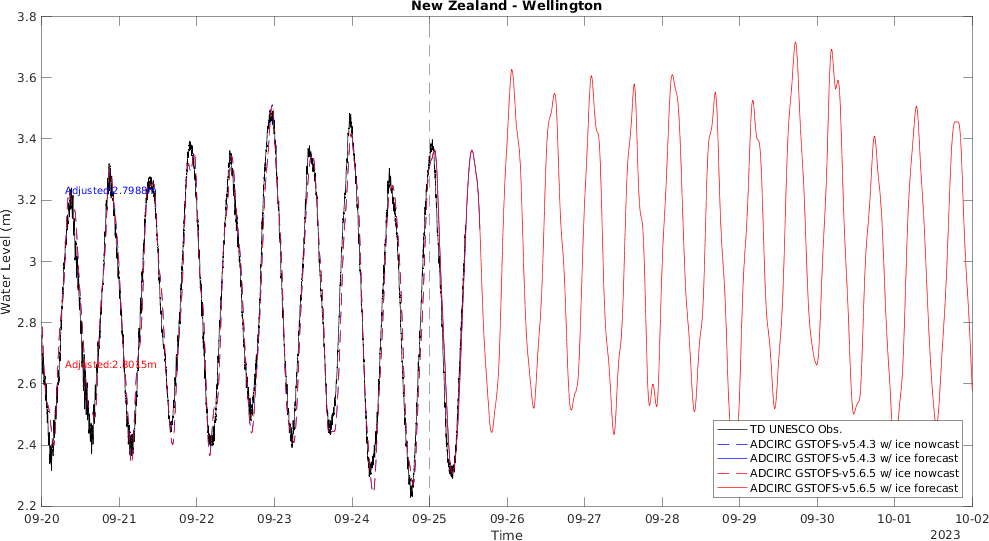 New Zealand - Wellington
3.8
3.6
3.4
3.2
3
2.8
2.6
2.4
2.2
Water Level (m)
Adjusted:2.7988m
Adjusted:2.8015m
TD UNESCO Obs.
ADCIRC GSTOFS-v5.4.3 w/ ice nowcast
ADCIRC GSTOFS-v5.4.3 w/ ice forecast
ADCIRC GSTOFS-v5.6.5 w/ ice nowcast
ADCIRC GSTOFS-v5.6.5 w/ ice forecast
09-20 09-21 09-22 09-23 09-24 09-25 09-26 09-27 09-28 09-29 09-30 10-01 10-02
Time
2023